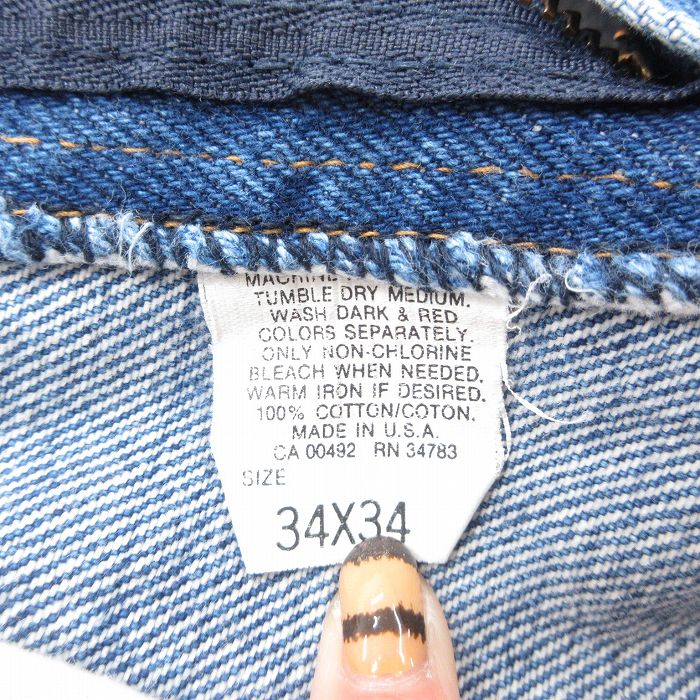 MACHINE
TUMBLE DRY MEDIUM.
WASH DARK & RED
COLORS SEPARATELY.
ONLY NON-CHLORINE
BLEACH WHEN NEEDED.
WARM IRON IF DESIRED.
100% COTTON/COTON.
MADE IN U.S.A.
CA 00492 RN 34783
SIZE
34X34